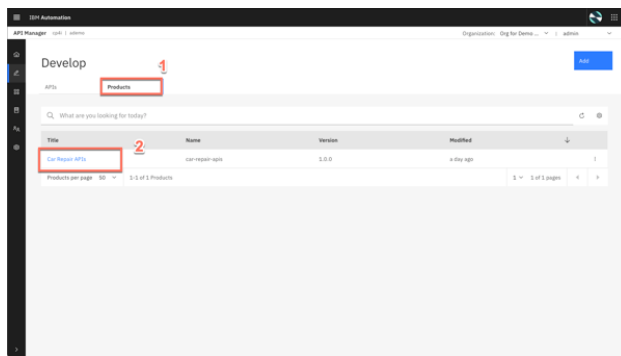 IBM Automation
API Manager cp4i | ademo Organization: Org for Demo ... admin
Develop 1 Add
APIs Products
What are you looking for today?
Title 2 Name Version Modified
Car Repair APIs car-repair-apis 1.0.0 a day ago
Products per page 50 1-1 of 1 Products 1 1 of 1 pages